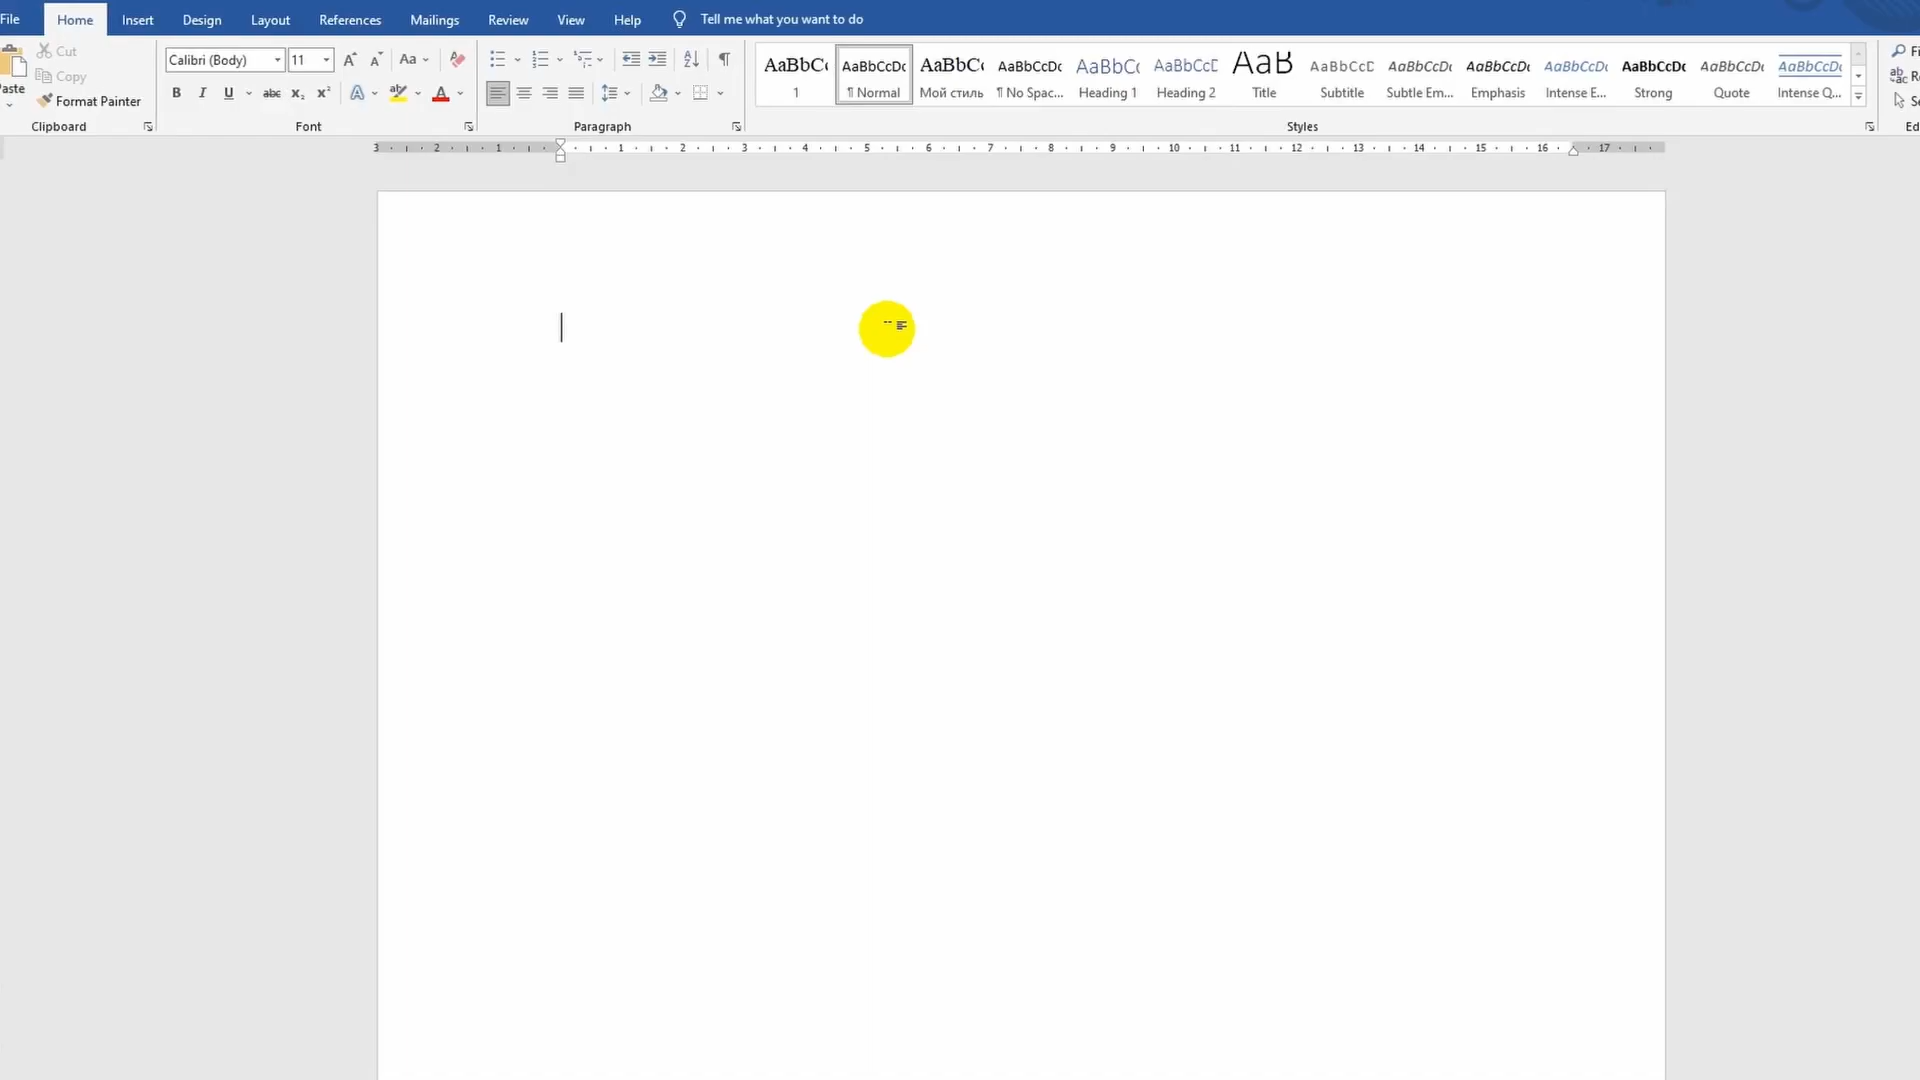 File Home Insert Design Layout References Mailings Review View Help Tell me what you want to do
Cut
Copy
Format Painter
Clipboard
Calibri (Body) 11
Aa
B I U abc x₂ x² A ab A
Font
Paragraph
AaBbC AaBbCcDc AaBbC AaBbCcDc AaBbC AaBbCcD AaB AaBbCcD AaBbCcDc AaBbCcDc AaBbCcDc AaBbCcDc AaBbCcDc AaBbCcDc
1 ¶ Normal Мой стиль ¶ No Spac... Heading 1 Heading 2 Title Subtitle Subtle Em... Emphasis Intense E... Strong Quote Intense Q...
Styles
3 2 1 1 2 3 4 5 6 7 8 9 10 11 12 13 14 15 16 17